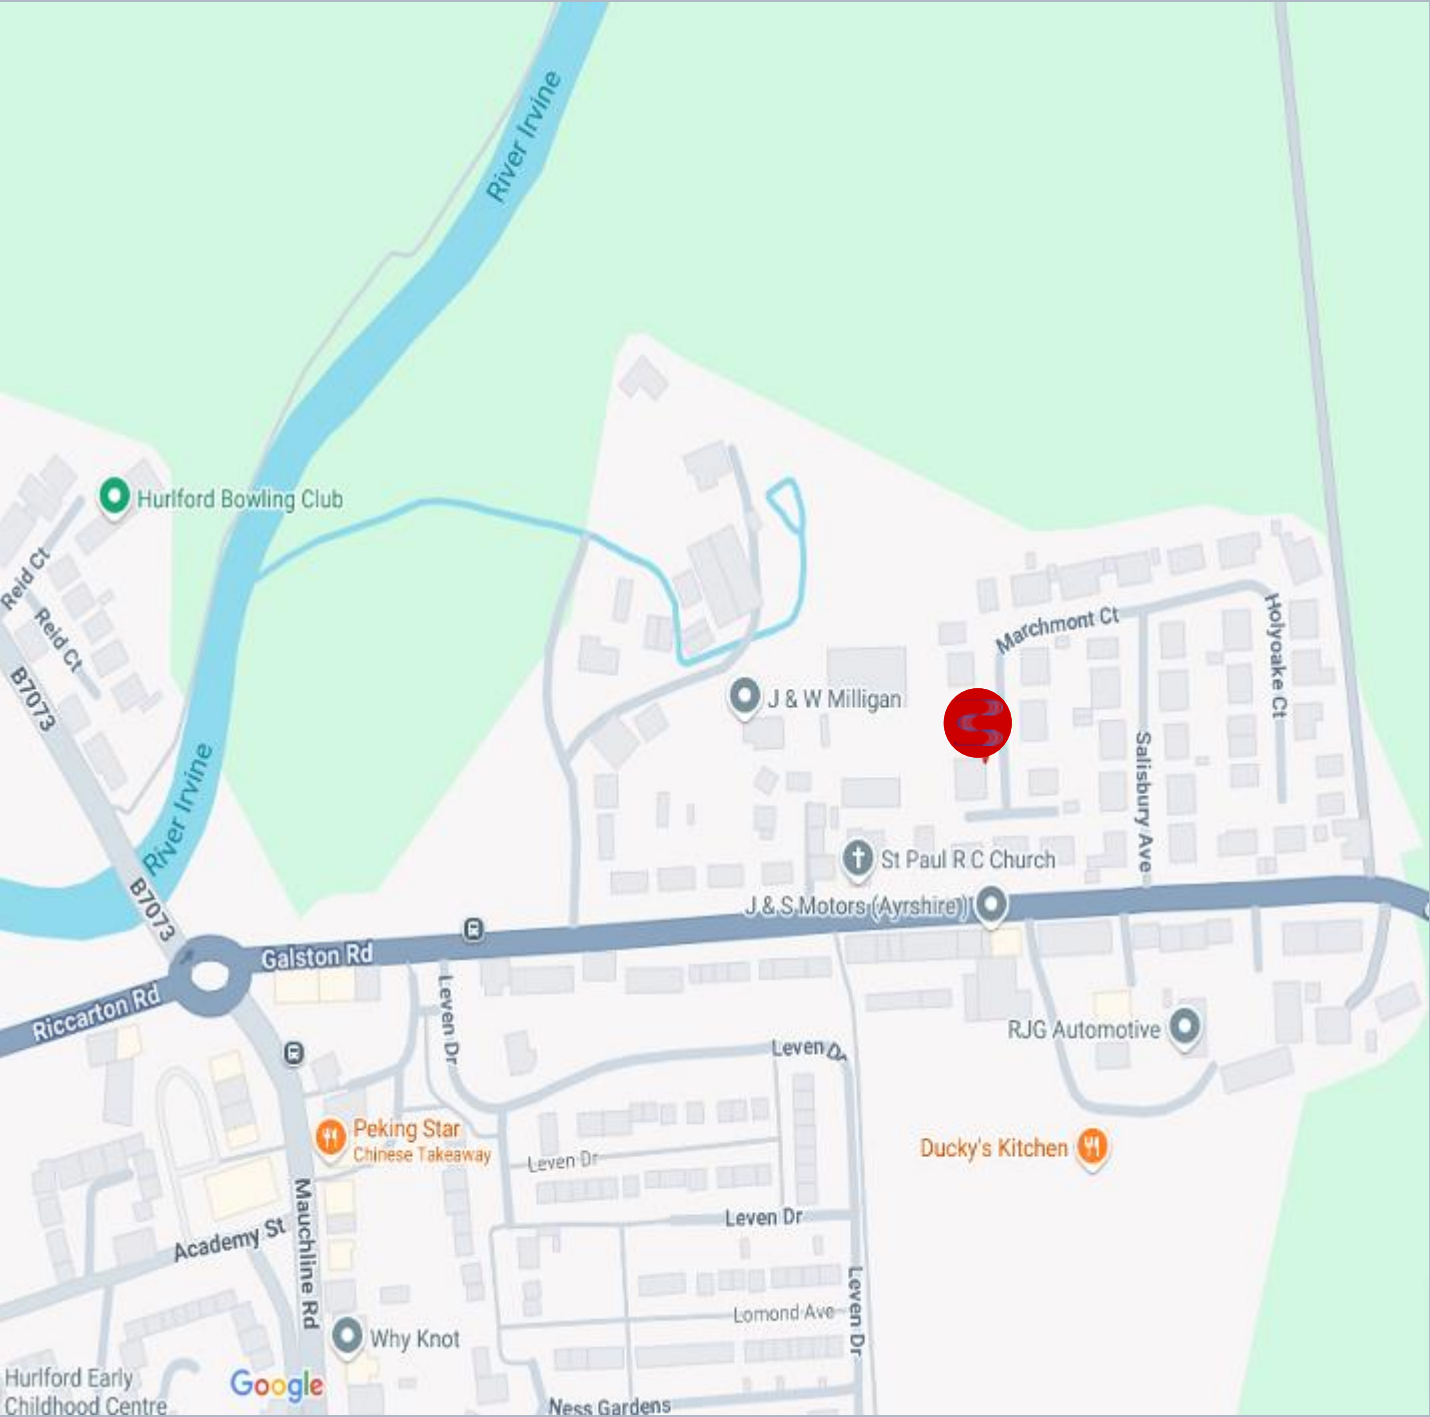 River Irvine
Hurlford Bowling Club
Reid Ct
Reid Ct
B7073
Marchmont Ct
Holyoake Ct
J & W Milligan
Salisbury Ave
River Irvine
St Paul R C Church
B7073
J & S Motors (Ayrshire )
Galston Rd
Riccarton Rd
Leven Dr
RJG Automotive
Leven Dr
Peking Star
Chinese Takeaway
Ducky's Kitchen
Leven Dr
Mauchline Rd
Leven Dr
Academy St
Leven Dr
Lomond Ave
Why Knot
Hurlford Early
Childhood Centre
Google
Ness Gardens